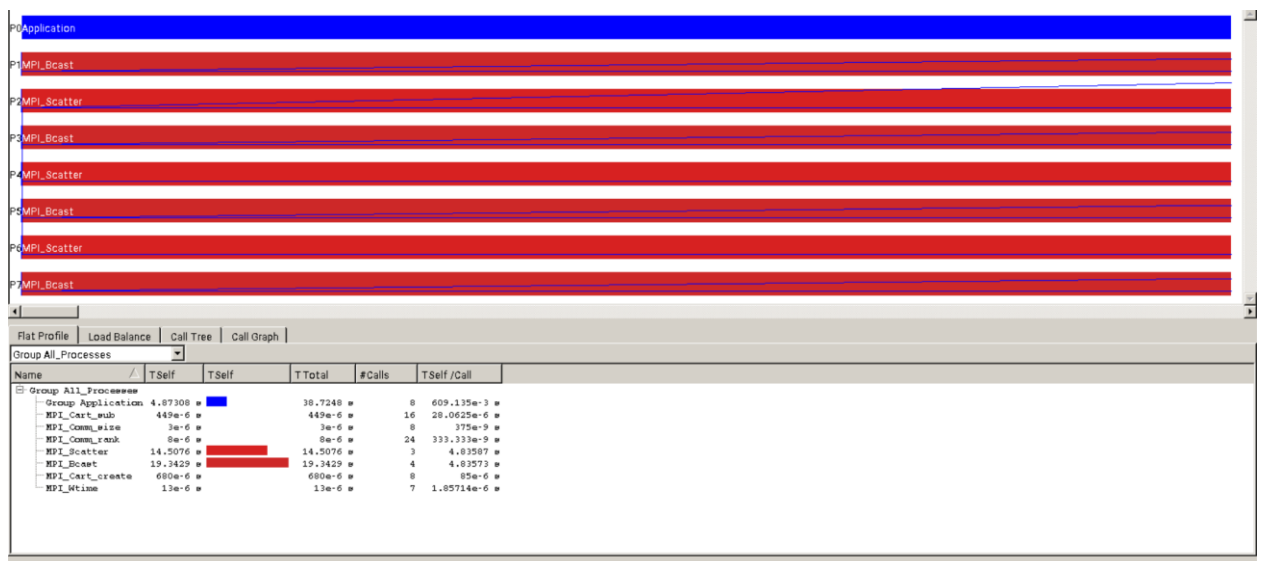 P0 Application
P1 MPI_Bcast
P2 MPI_Scatter
P3 MPI_Bcast
P4 MPI_Scatter
P5 MPI_Bcast
P6 MPI_Scatter
P7 MPI_Bcast
Flat Profile Load Balance Call Tree Call Graph
Group All_Processes
Name TSelf TSelf TTotal #Calls TSelf /Call
Group All_Processes
Group Application 4.87308 s 38.7248 s 8 609.135e-3 s
MPI_Cart_sub 449e-6 s 449e-6 s 16 28.0625e-6 s
MPI_Comm_size 3e-6 s 3e-6 s 8 375e-9 s
MPI_Comm_rank 8e-6 s 8e-6 s 24 333.333e-9 s
MPI_Scatter 14.5076 s 14.5076 s 3 4.83587 s
MPI_Bcast 19.3429 s 19.3429 s 4 4.83573 s
MPI_Cart_create 680e-6 s 680e-6 s 8 85e-6 s
MPI_Wtime 13e-6 s 13e-6 s 7 1.85714e-6 s